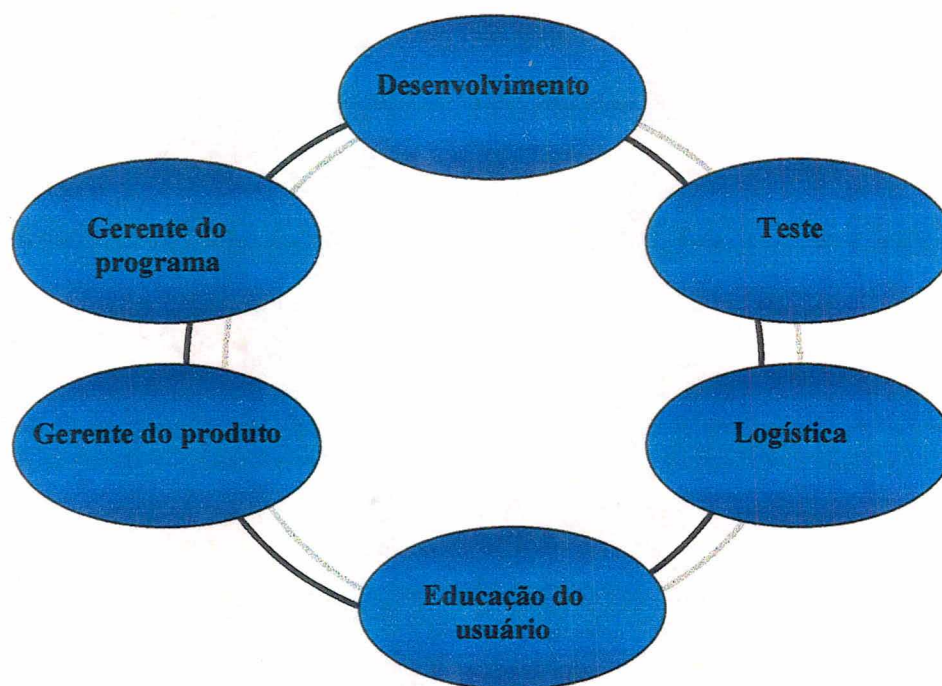 Desenvolvimento
Gerente do
programa
Teste
Gerente do produto
Logística
Educação do
usuário